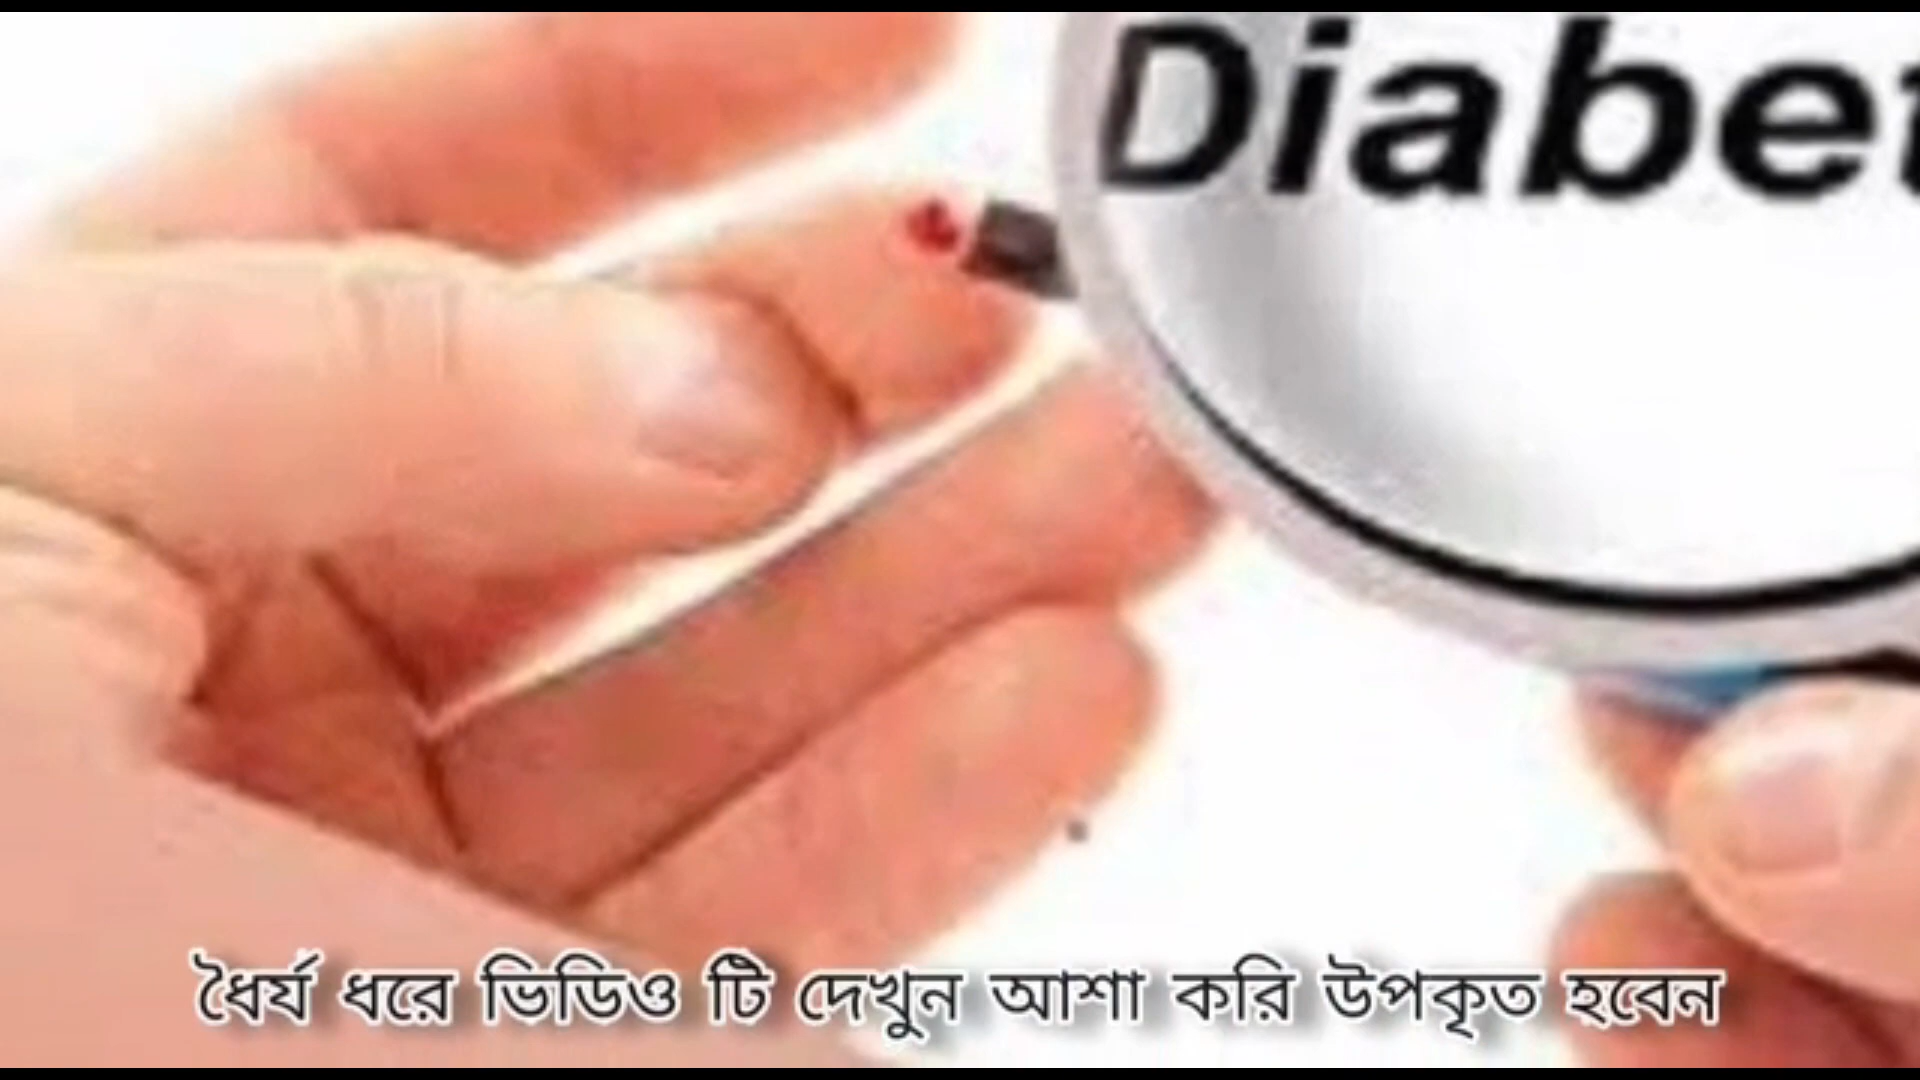 Diabet
ধৈর্য ধরে ভিডিও টি দেখুন আশা করি উপকৃত হবেন